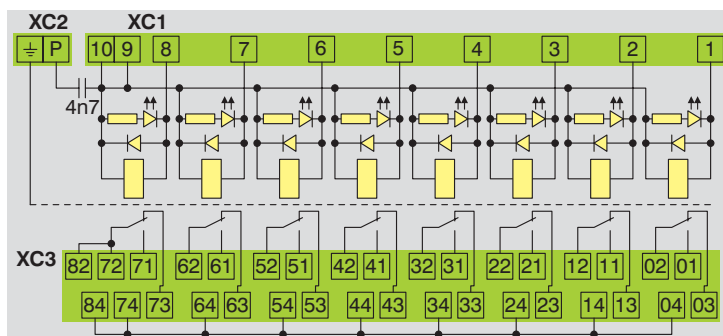 XC2 XC1
P 10 9 8 7 6 5 4 3 2 1
4n7
XC3
82 72 71 62 61 52 51 42 41 32 31 22 21 12 11 02 01
84 74 73 64 63 54 53 44 43 34 33 24 23 14 13 04 03